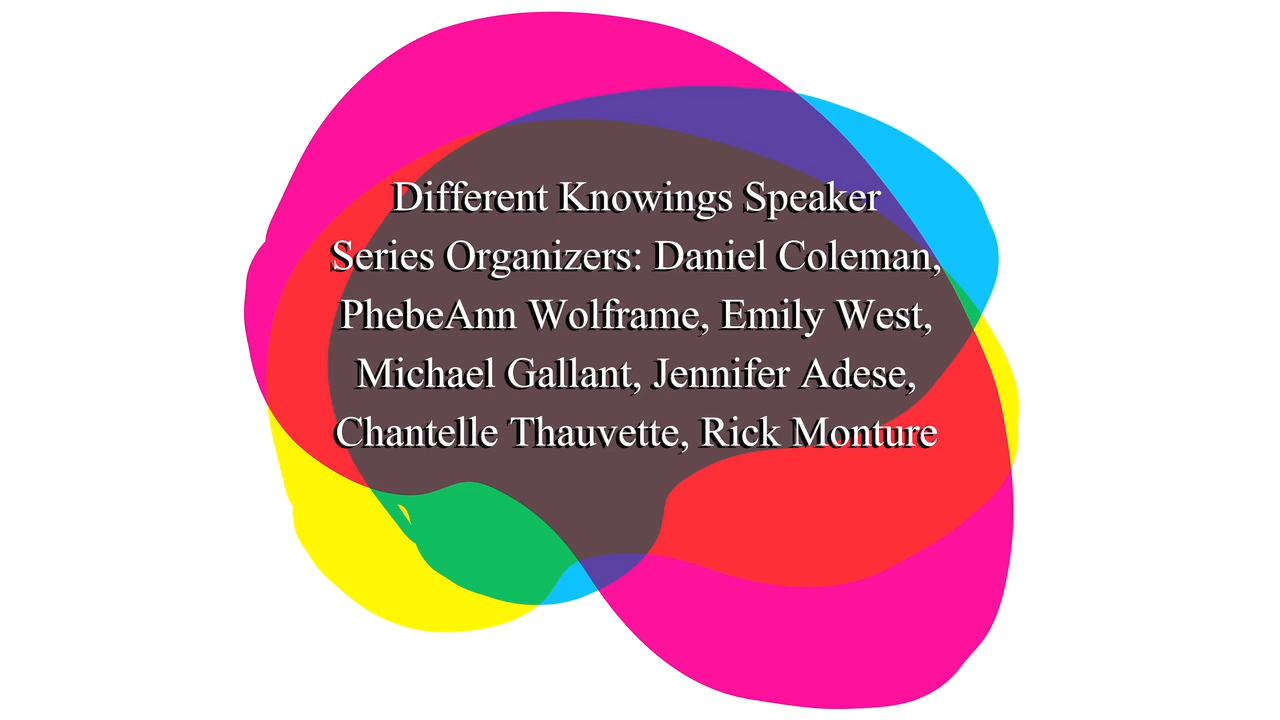 Different Knowings Speaker
Series Organizers: Daniel Coleman,
PhebeAnn Wolframe, Emily West,
Michael Gallant, Jennifer Adese,
Chantelle Thauvette, Rick Monture